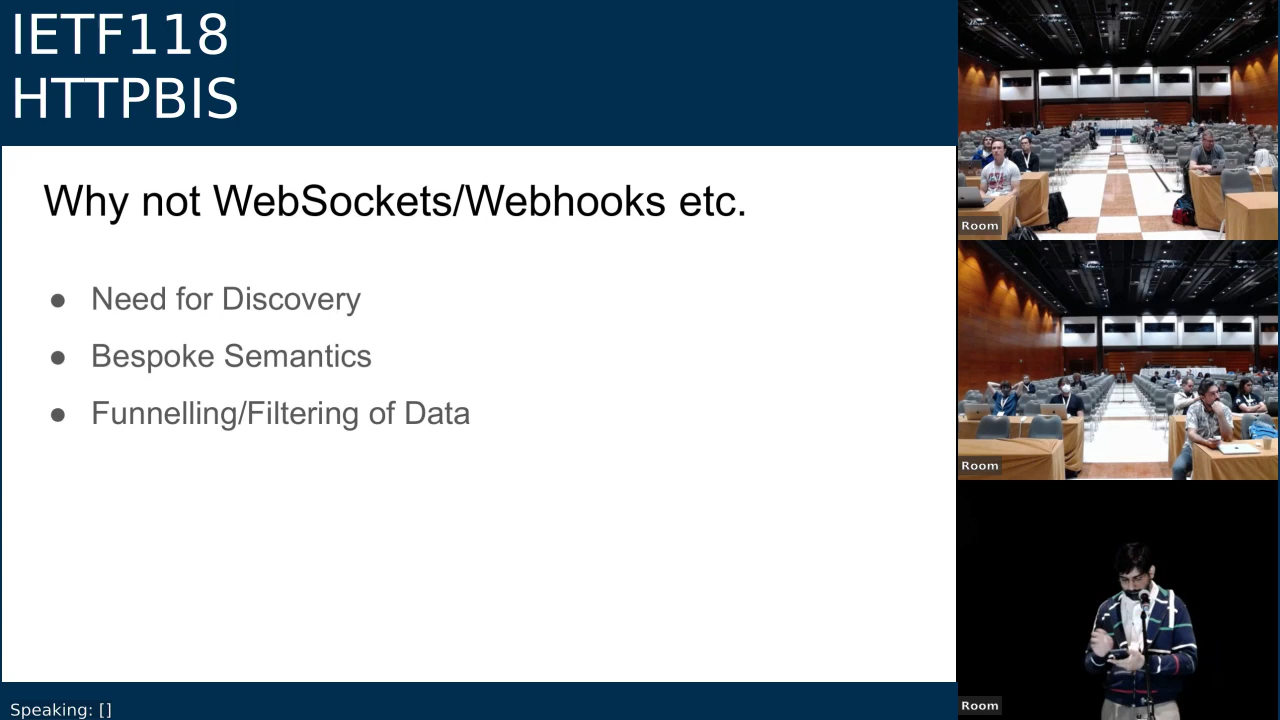 IETF118
HTTPBIS
Why not WebSockets/Webhooks etc.
● Need for Discovery
● Bespoke Semantics
● Funnelling/Filtering of Data
Speaking: []
Room
Room
Room